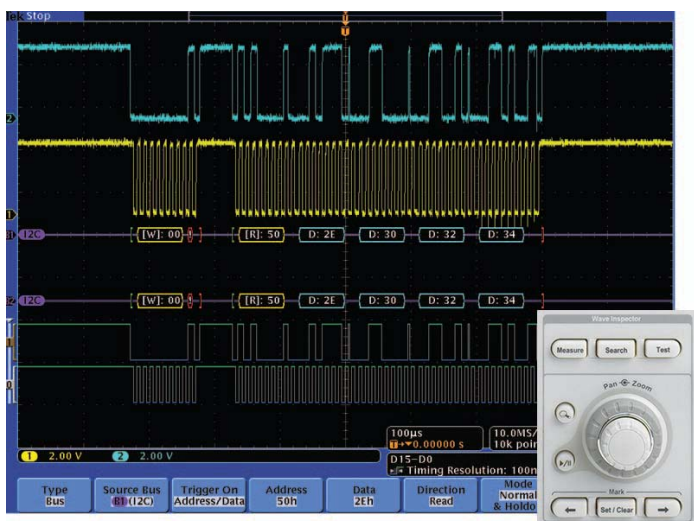 Tek Stop
2
1
B1 I2C [W]: 00 ! [R]: 50 D: 2E D: 30 D: 32 D: 34
B2 I2C [W]: 00 ! [R]: 50 D: 2E D: 30 D: 32 D: 34
1
0
100µs
10.0MS/
0.00000 s
10k poin
1 2.00 V 2 2.00 V
D15-D0
Timing Resolution: 100n
Type
Bus
Source Bus
B1 (I2C)
Trigger On
Address/Data
Address
50h
Data
2Eh
Direction
Read
Mode
Normal
& Holdo
Wave Inspector
Measure Search Test
Pan Zoom
Mark
Set / Clear